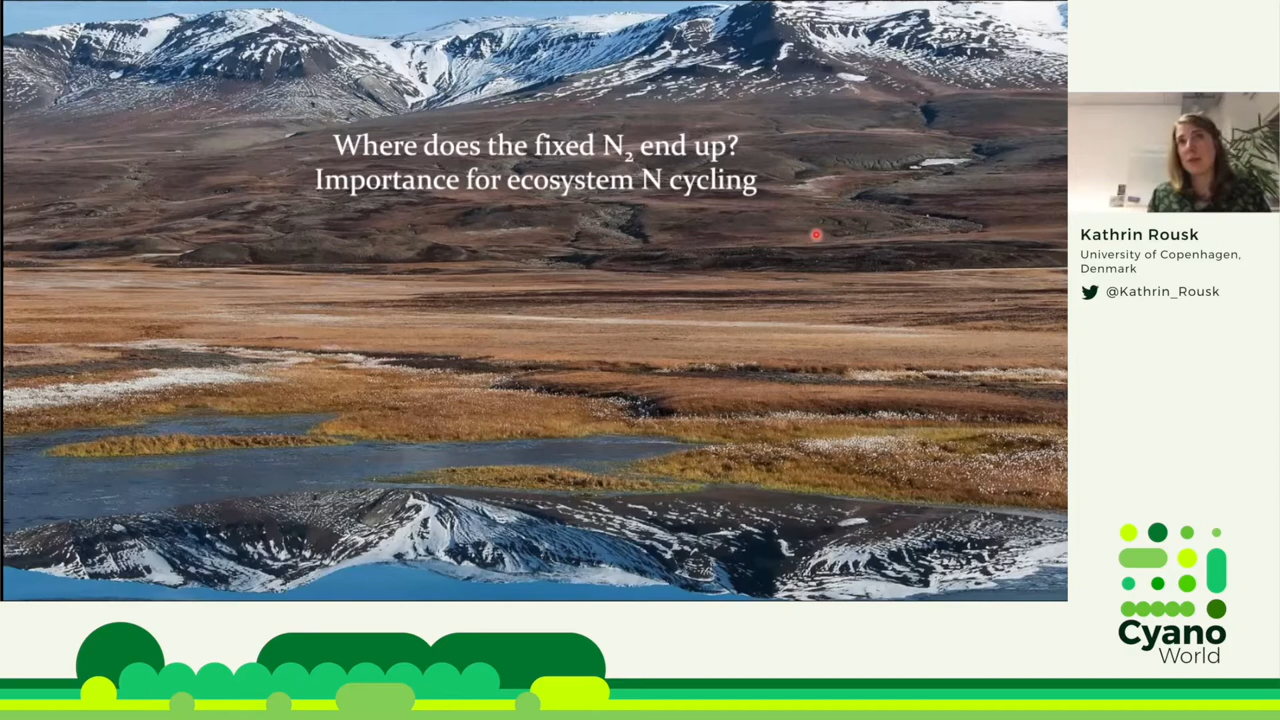 Where does the fixed N₂ end up?
Importance for ecosystem N cycling
Kathrin Rousk
University of Copenhagen,
Denmark
@Kathrin_Rousk
Cyano
World